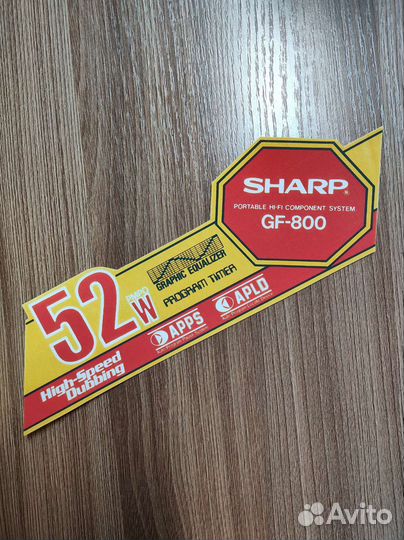 SHARP®
PORTABLE HI-FI COMPONENT SYSTEM
GF-800
GRAPHIC EQUALIZER
PROGRAM TIMER
52 PMPO W
APPS
APLD
High-Speed
Dubbing
Avito